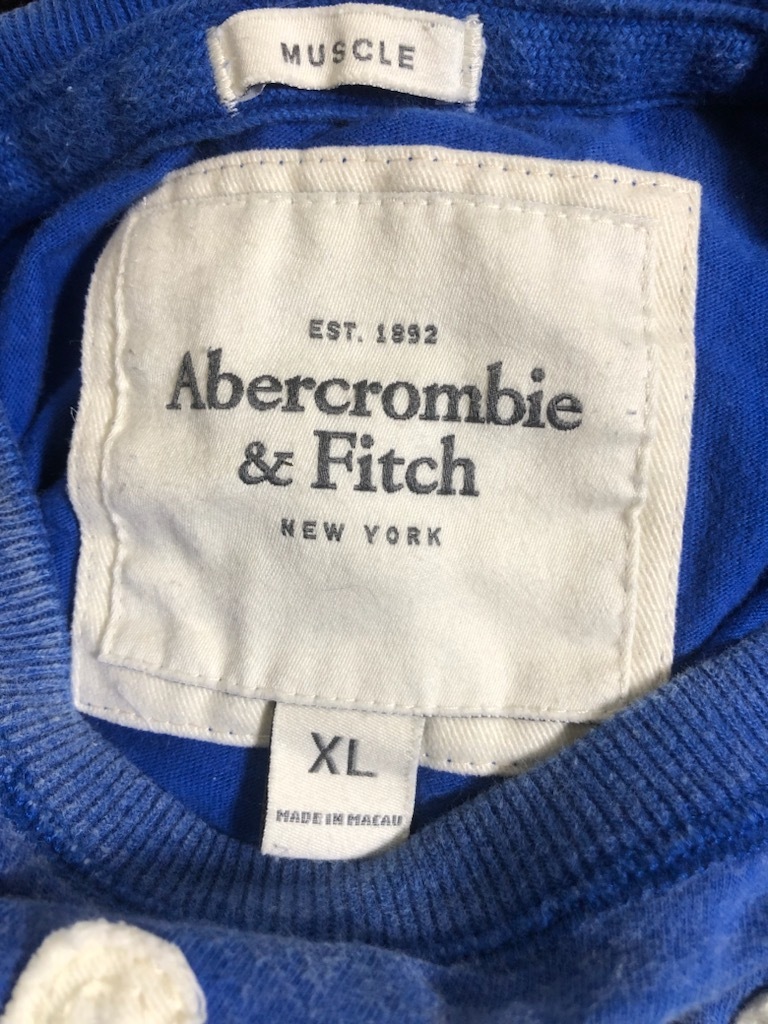 MUSCLE
EST. 1892
Abercrombie
& Fitch
NEW YORK
XL
MADE IN MACAU